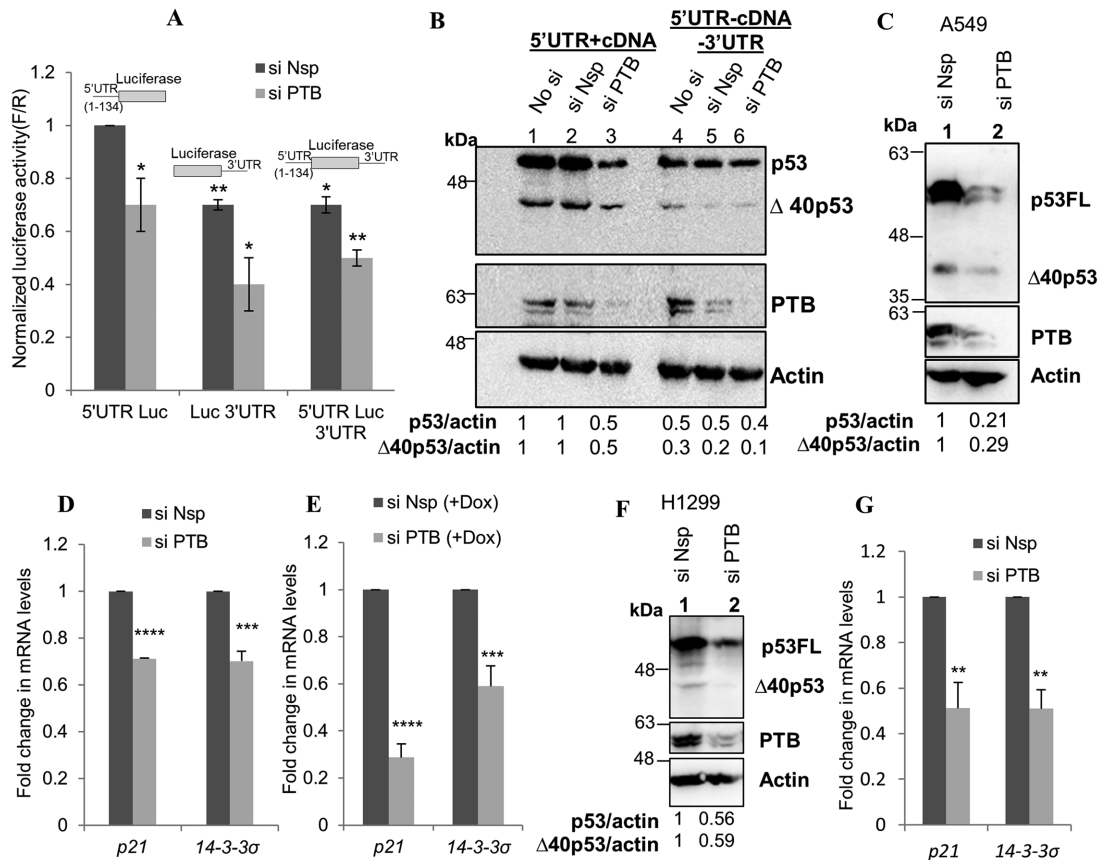 A
Normalized luciferase activity(F/R)
si Nsp
si PTB
1.2
1
0.8
0.6
0.4
0.2
0
5'UTR
(1-134)
Luciferase
Luciferase
3'UTR
Luciferase
5'UTR
(1-134)
3'UTR
*
**
*
*
**
5'UTR Luc
Luc 3'UTR
5'UTR Luc
3'UTR
B
5'UTR+cDNA
5'UTR-cDNA
-3'UTR
No si
si Nsp
si PTB
No si
si Nsp
si PTB
kDa
1 2 3 4 5 6
48
p53
Δ 40p53
63
PTB
48
Actin
p53/actin 1 1 0.5 0.5 0.5 0.4
Δ40p53/actin 1 1 0.5 0.3 0.2 0.1
C
A549
si Nsp
si PTB
kDa
1 2
63
p53FL
48
Δ40p53
35
63
PTB
Actin
p53/actin 1 0.21
Δ40p53/actin 1 0.29
D
si Nsp
si PTB
Fold change in mRNA levels
1.2
1
0.8
0.6
0.4
0.2
0
****
***
p21
14-3-3σ
E
si Nsp (+Dox)
si PTB (+Dox)
Fold change in mRNA levels
1.2
1
0.8
0.6
0.4
0.2
0
****
***
p21
14-3-3σ
F
H1299
si Nsp
si PTB
kDa
1 2
p53FL
48
Δ40p53
63
PTB
48
Actin
p53/actin 1 0.56
Δ40p53/actin 1 0.59
G
si Nsp
si PTB
Fold change in mRNA levels
1.2
1
0.8
0.6
0.4
0.2
0
**
**
p21
14-3-3σ